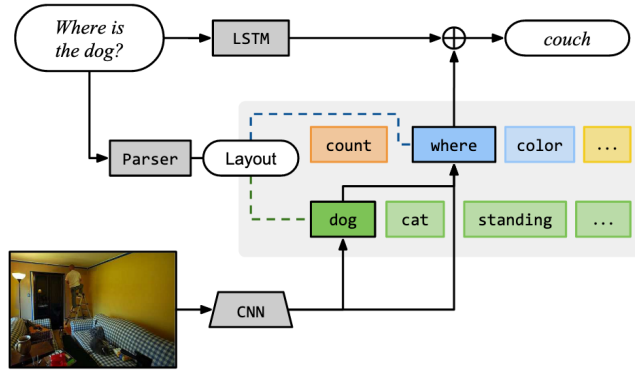 Where is
the dog?
LSTM
couch
count
where
color
...
Parser
Layout
dog
cat
standing
...
CNN